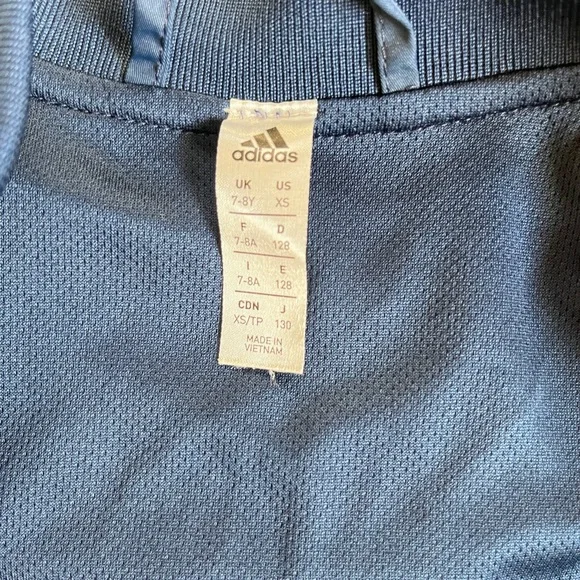 adidas
UK US
7-8Y XS
F D
7-8A 128
I E
7-8A 128
CDN J
XS/TP 130
MADE IN
VIETNAM